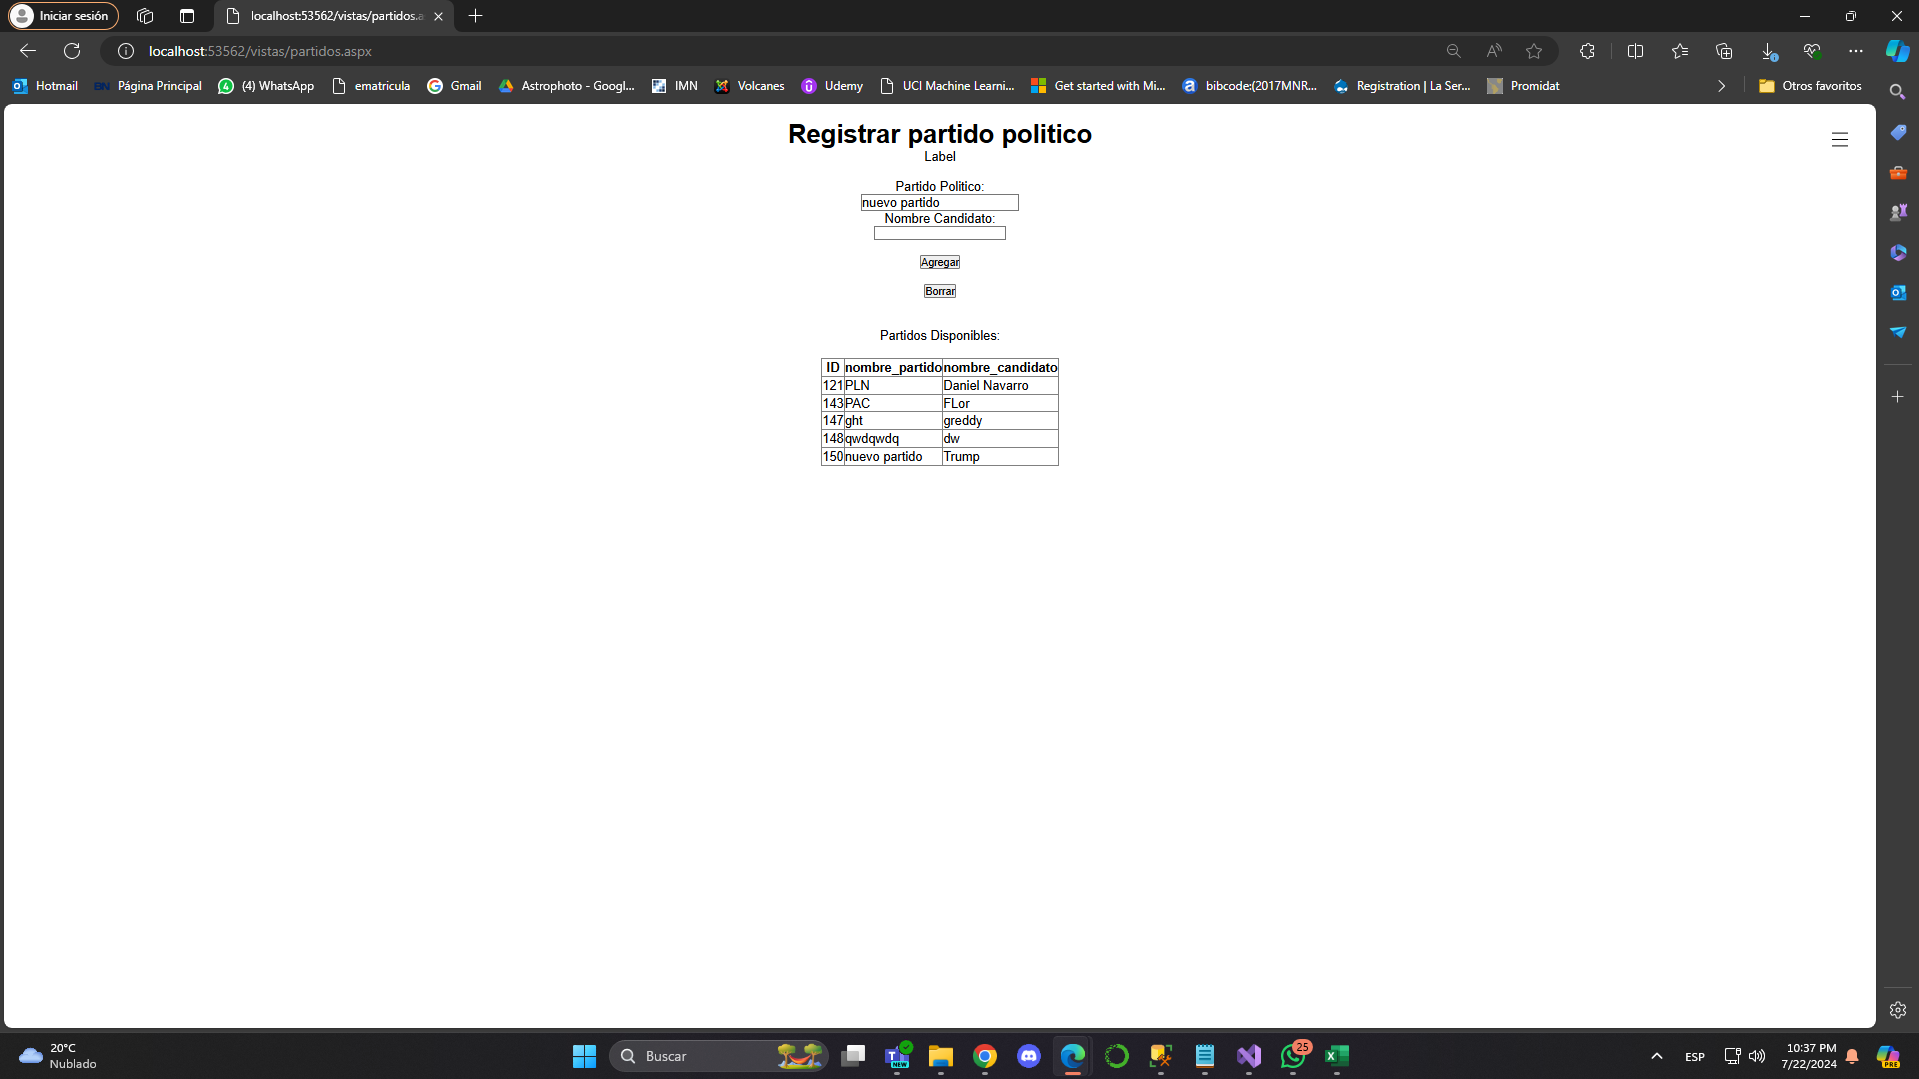 Iniciar sesión
localhost:53562/vistas/partidos.a
localhost:53562/vistas/partidos.aspx
Hotmail
BN Página Principal
(4) WhatsApp
ematricula
Gmail
Astrophoto - Googl...
IMN
Volcanes
Udemy
UCI Machine Learni...
Get started with Mi...
bibcode:(2017MNR...
Registration | La Ser...
Promidat
Otros favoritos
Registrar partido politico
Label
Partido Politico:
nuevo partido
Nombre Candidato:
Agregar
Borrar
Partidos Disponibles:
ID nombre_partido nombre_candidato
121 PLN Daniel Navarro
143 PAC FLor
147 ght greddy
148 qwdqwdq dw
150 nuevo partido Trump
20°C
Nublado
Buscar
NEW
25
ESP
10:37 PM
7/22/2024
PRE